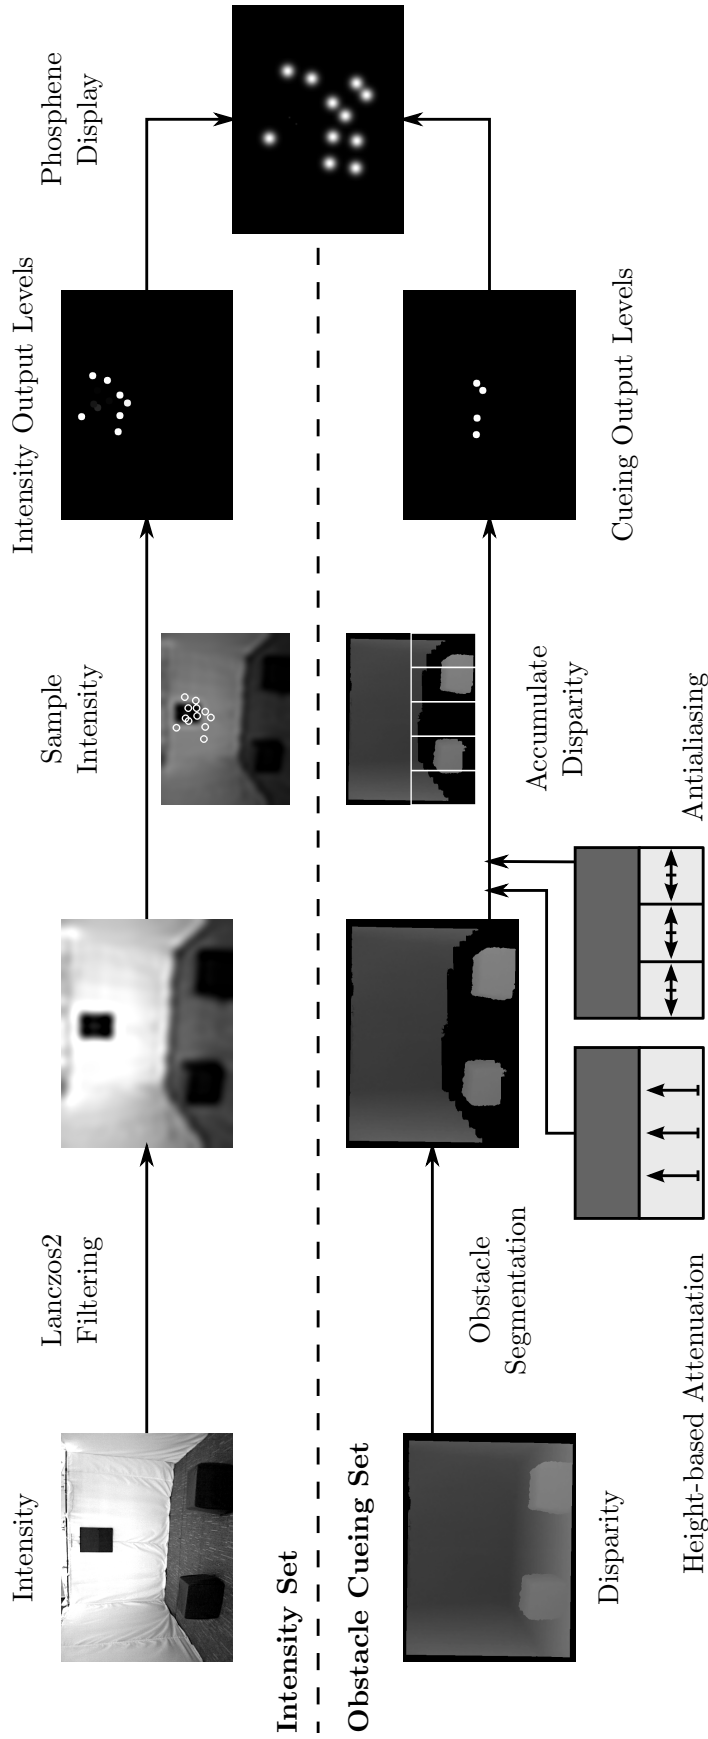 Intensity
Lanczos2
Filtering
Sample
Intensity
Intensity Output Levels
Phosphene
Display
Intensity Set
Obstacle Cueing Set
Disparity
Obstacle
Segmentation
Accumulate
Disparity
Cueing Output Levels
Height-based Attenuation
Antialiasing